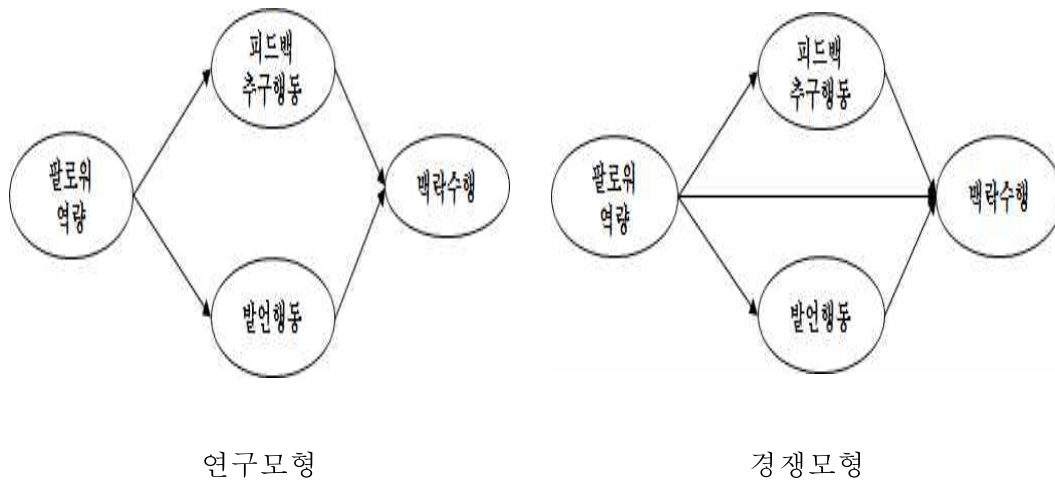 피드백
추구행동
팔로워
역량
맥락수행
발언행동
연구모형
피드백
추구행동
팔로워
역량
맥락수행
발언행동
경쟁모형